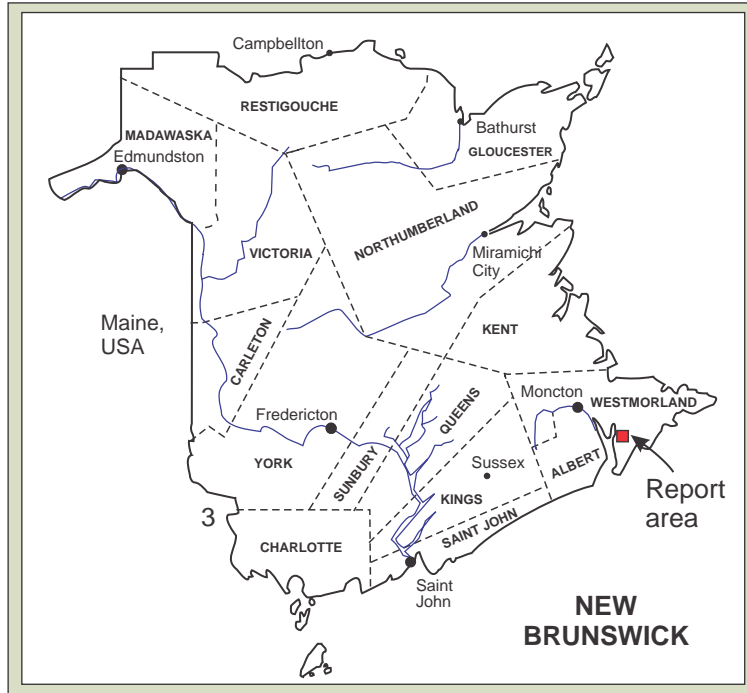 Campbellton
RESTIGOUCHE
Bathurst
MADAWASKA
GLOUCESTER
Edmundston
NORTHUMBERLAND
Miramichi
City
VICTORIA
Maine,
USA
KENT
CARLETON
Moncton
WESTMORLAND
QUEENS
Fredericton
SUNBURY
YORK
Sussex
ALBERT
Report
area
KINGS
3
SAINT JOHN
CHARLOTTE
Saint
John
NEW
BRUNSWICK